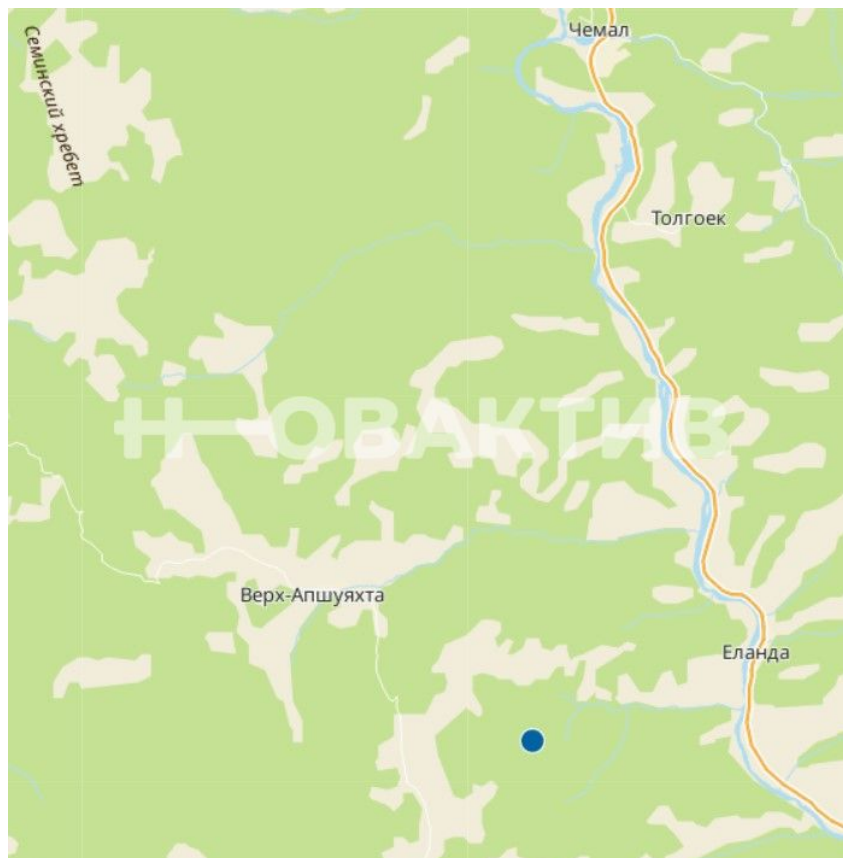 Чемал
Семинский хребет
Толгоек
НОВАКТИВ
Верх-Апшуяхта
Еланда